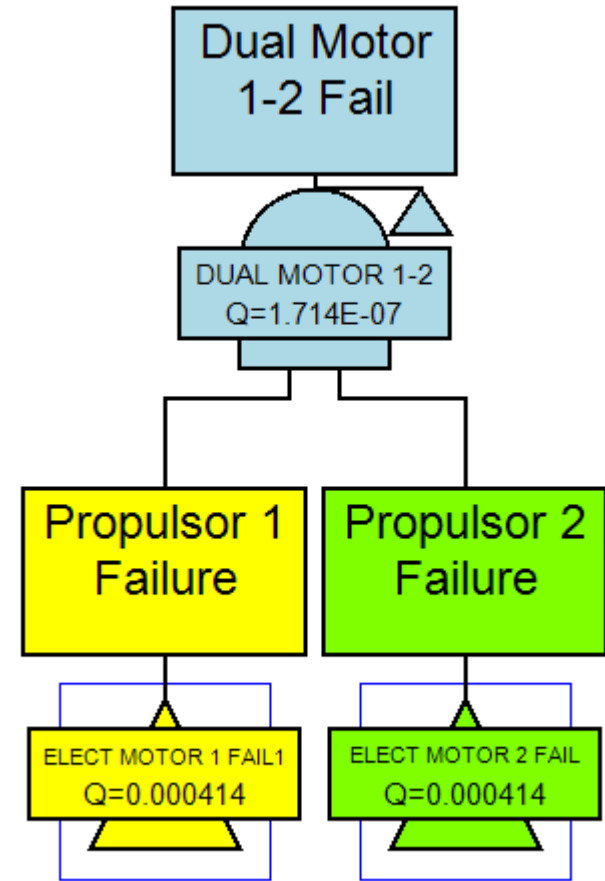 Dual Motor
1-2 Fail
DUAL MOTOR 1-2
Q=1.714E-07
Propulsor 1
Failure
Propulsor 2
Failure
ELECT MOTOR 1 FAIL1
Q=0.000414
ELECT MOTOR 2 FAIL
Q=0.000414